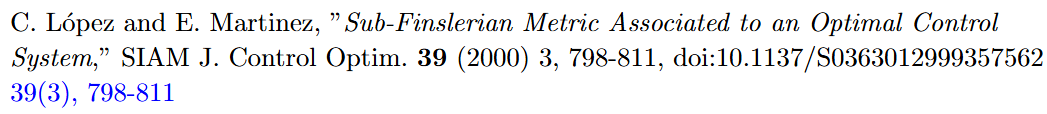 C. López and E. Martinez, ”Sub-Finslerian Metric Associated to an Optimal Control
System,” SIAM J. Control Optim. 39 (2000) 3, 798-811, doi:10.1137/S0363012999357562
39(3), 798-811